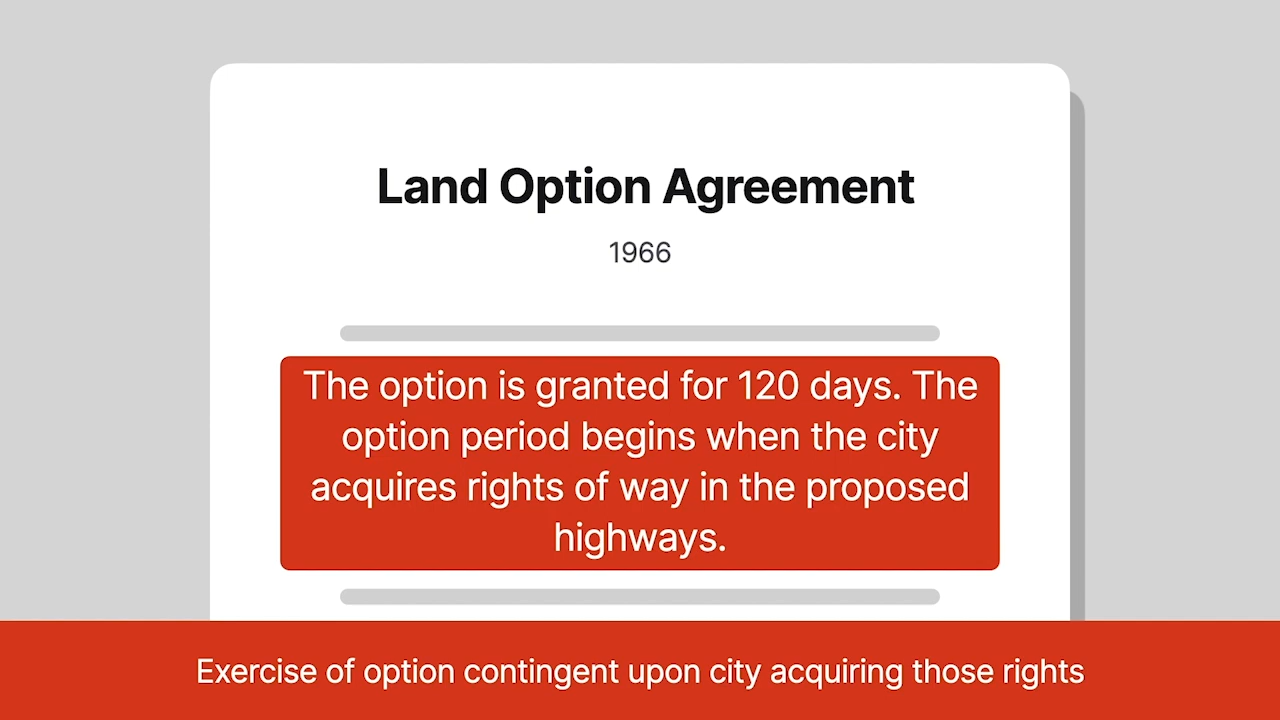 Land Option Agreement
1966
The option is granted for 120 days. The
option period begins when the city
acquires rights of way in the proposed
highways.
Exercise of option contingent upon city acquiring those rights